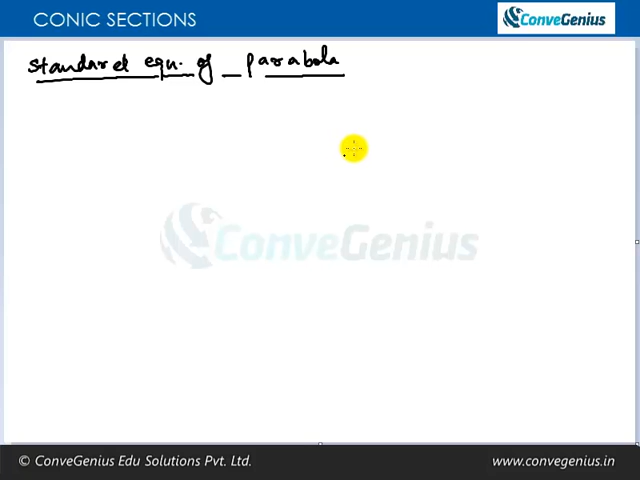 CONIC SECTIONS
ConveGenius
standard equ. of parabola
ConveGenius
© ConveGenius Edu Solutions Pvt. Ltd.
www.convegenius.in